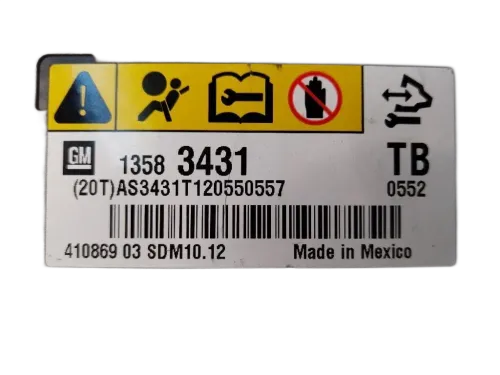 GM 1358 3431 TB
(20T)AS3431T120550557 0552
410869 03 SDM10.12 Made in Mexico